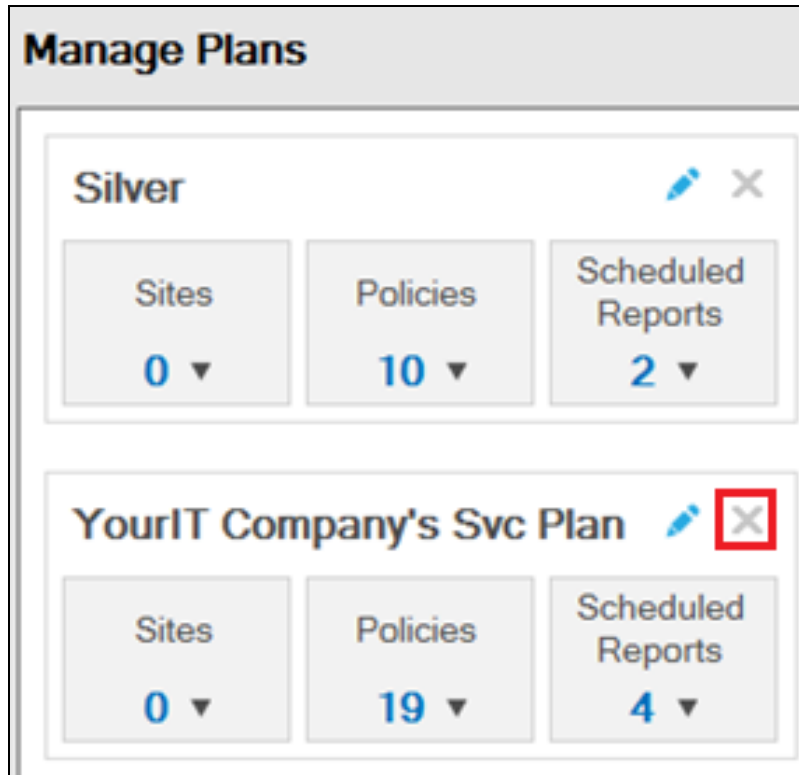 Manage Plans
Silver
Sites Policies Scheduled Reports
0 10 2
YourIT Company's Svc Plan
Sites Policies Scheduled Reports
0 19 4